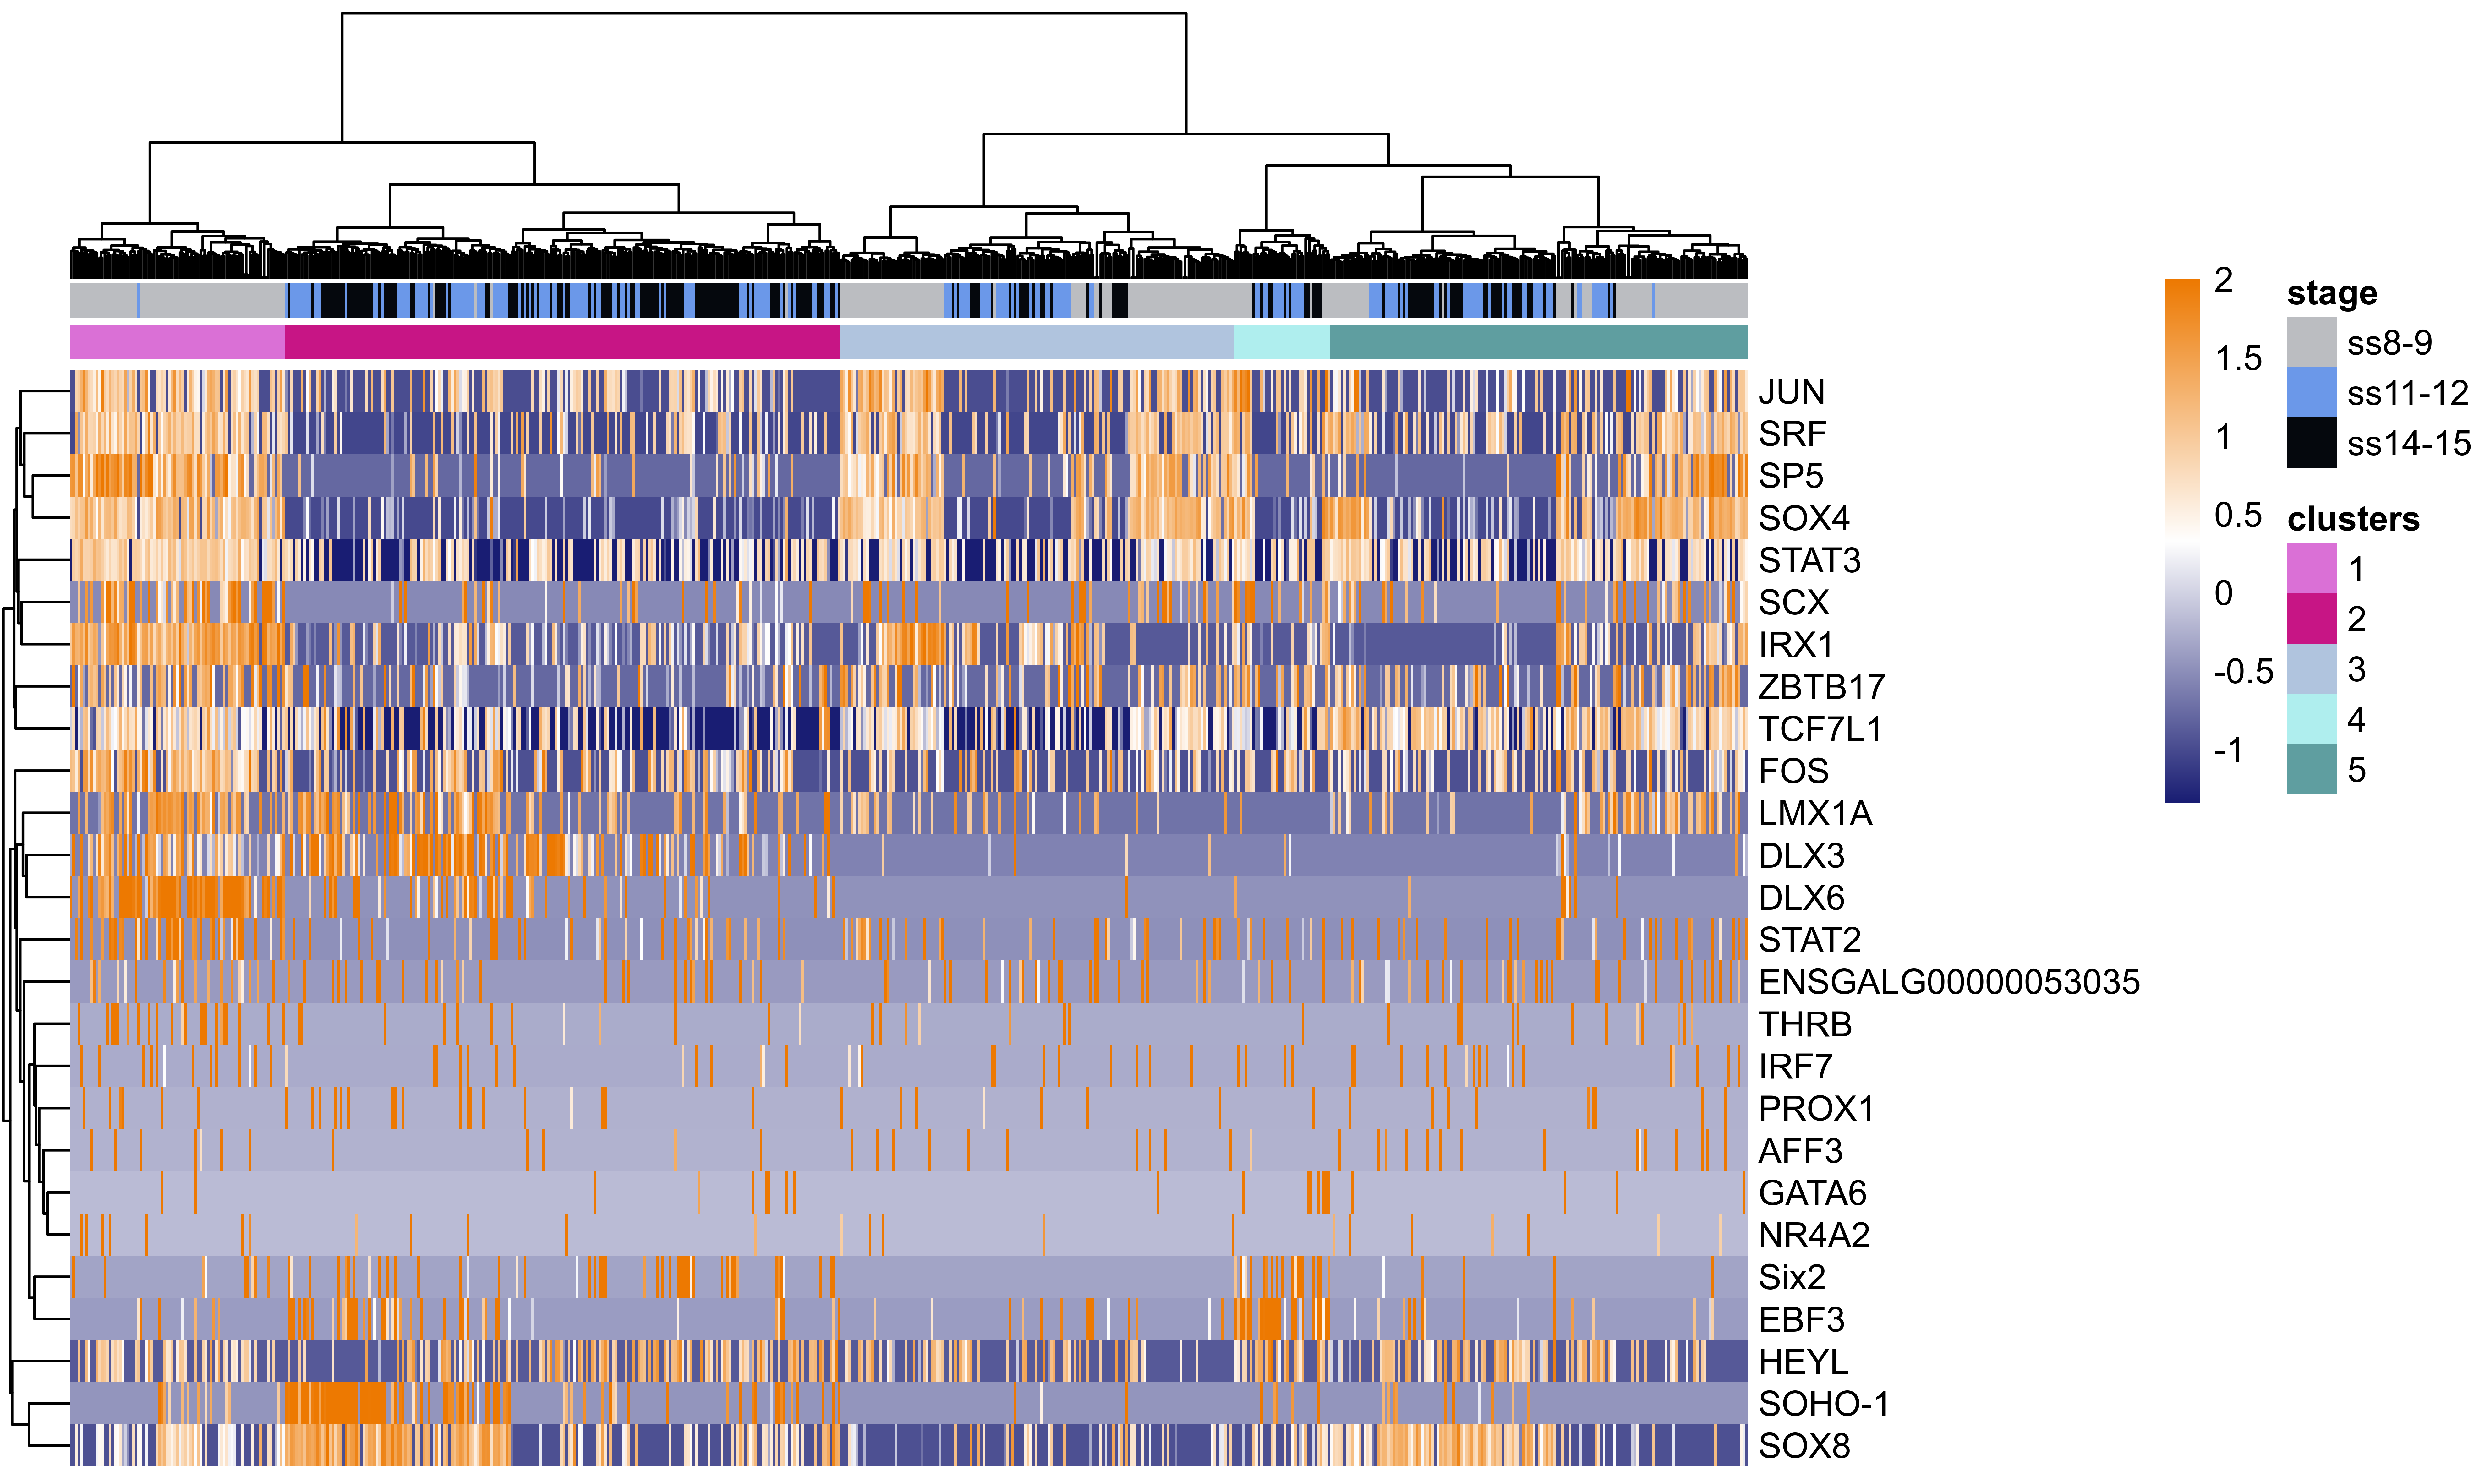 2
1.5
1
0.5
0
-0.5
-1
stage
ss8-9
ss11-12
ss14-15
clusters
1
2
3
4
5
JUN
SRF
SP5
SOX4
STAT3
SCX
IRX1
ZBTB17
TCF7L1
FOS
LMX1A
DLX3
DLX6
STAT2
ENSGALG00000053035
THRB
IRF7
PROX1
AFF3
GATA6
NR4A2
Six2
EBF3
HEYL
SOHO-1
SOX8